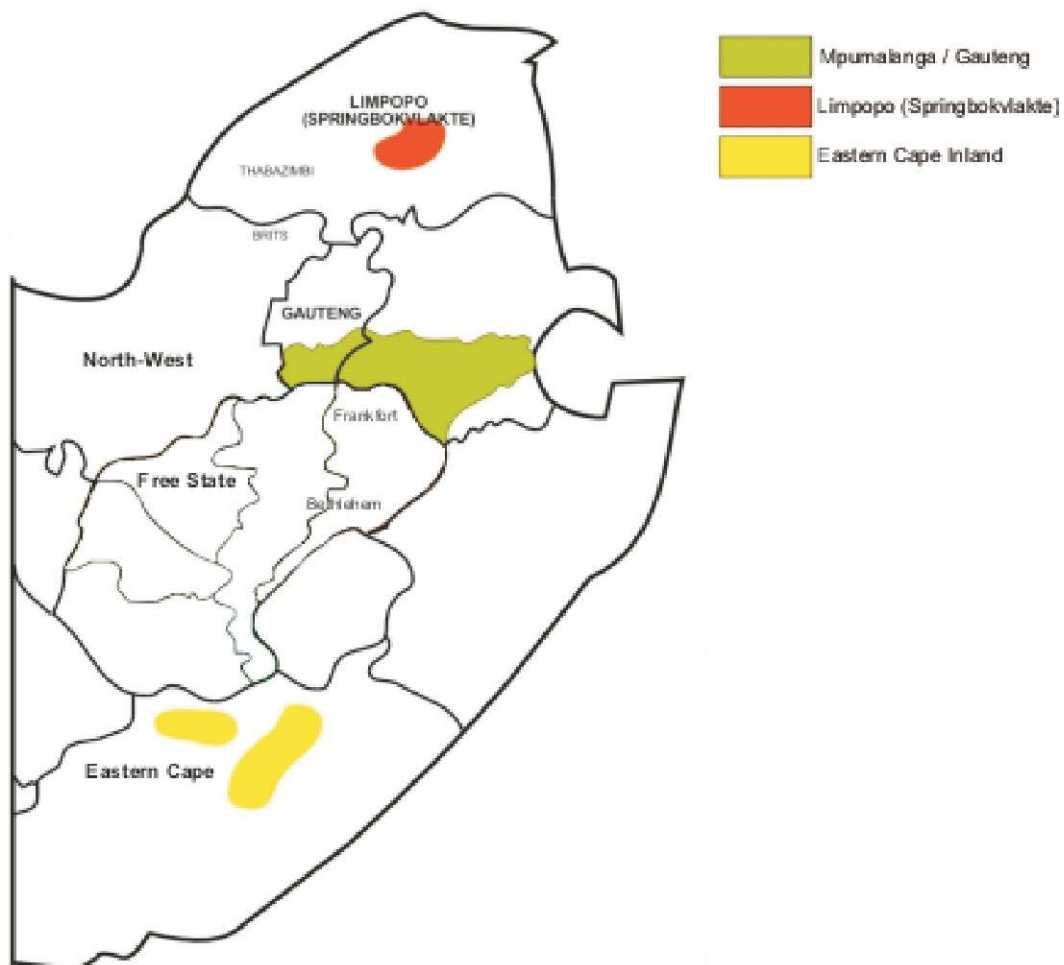 Mpumalanga / Gauteng
Limpopo (Springbokvlakte)
Eastern Cape Inland
LIMPOPO
(SPRINGBOKVLAKTE)
THABAZIMBI
BRITS
GAUTENG
North-West
Frankfort
Free State
Bethlehem
Eastern Cape